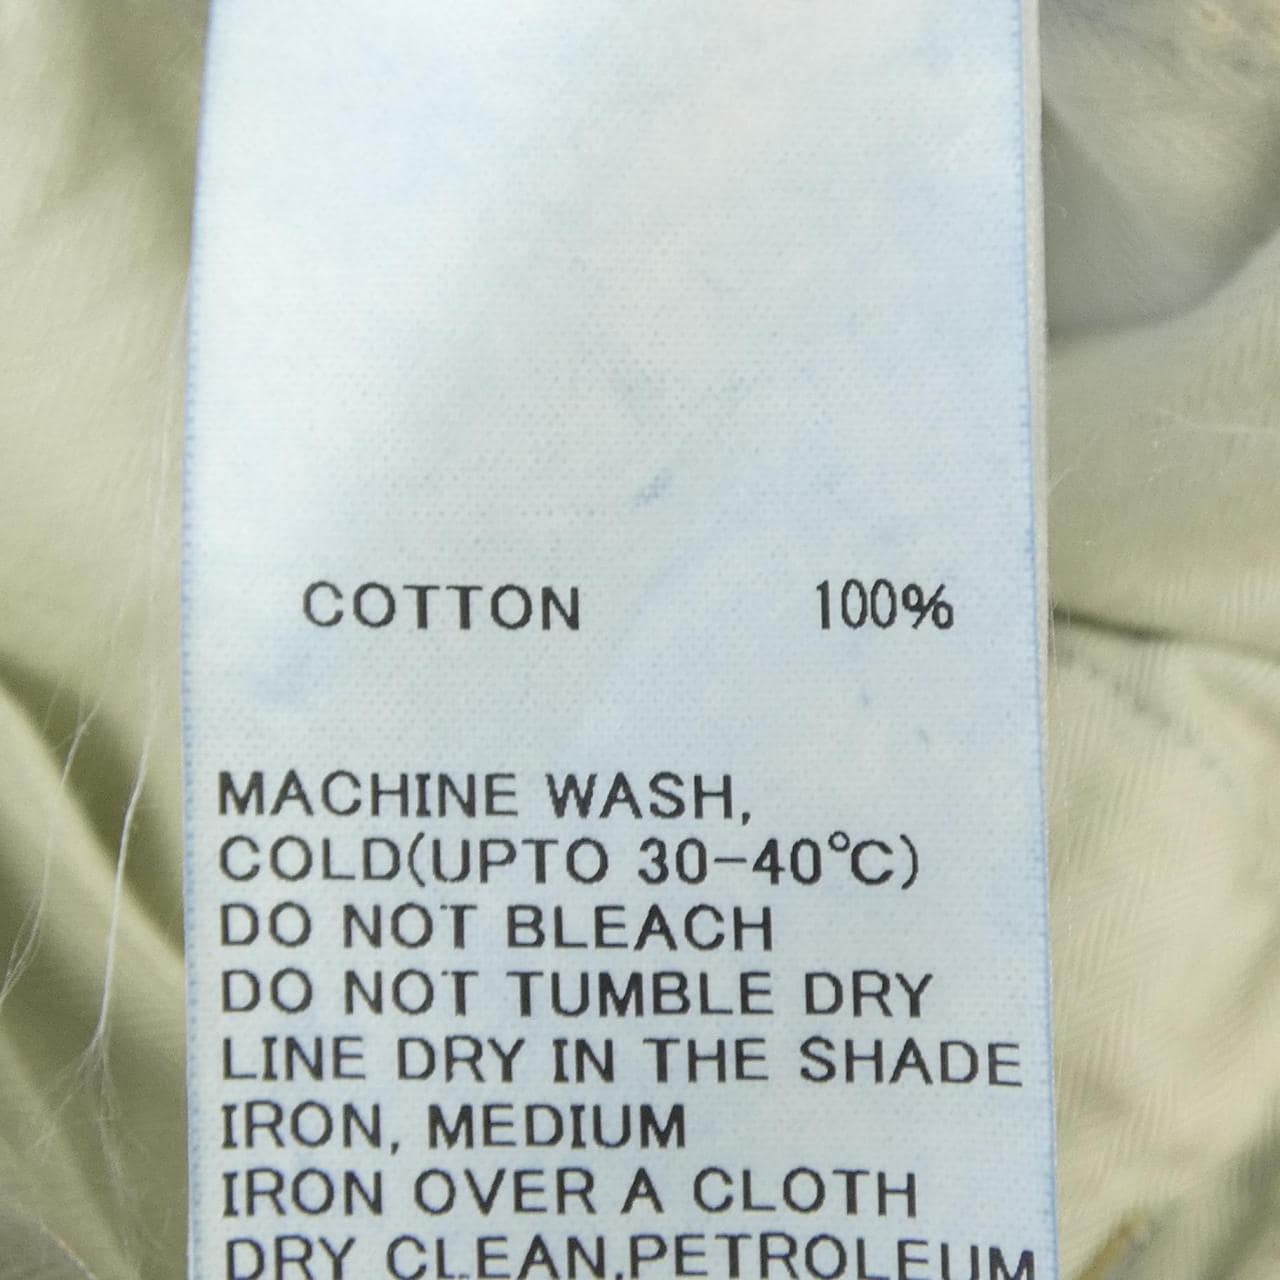 COTTON 100%
MACHINE WASH,
COLD(UPTO 30-40℃)
DO NOT BLEACH
DO NOT TUMBLE DRY
LINE DRY IN THE SHADE
IRON, MEDIUM
IRON OVER A CLOTH
DRY CLEAN,PETROLEUM